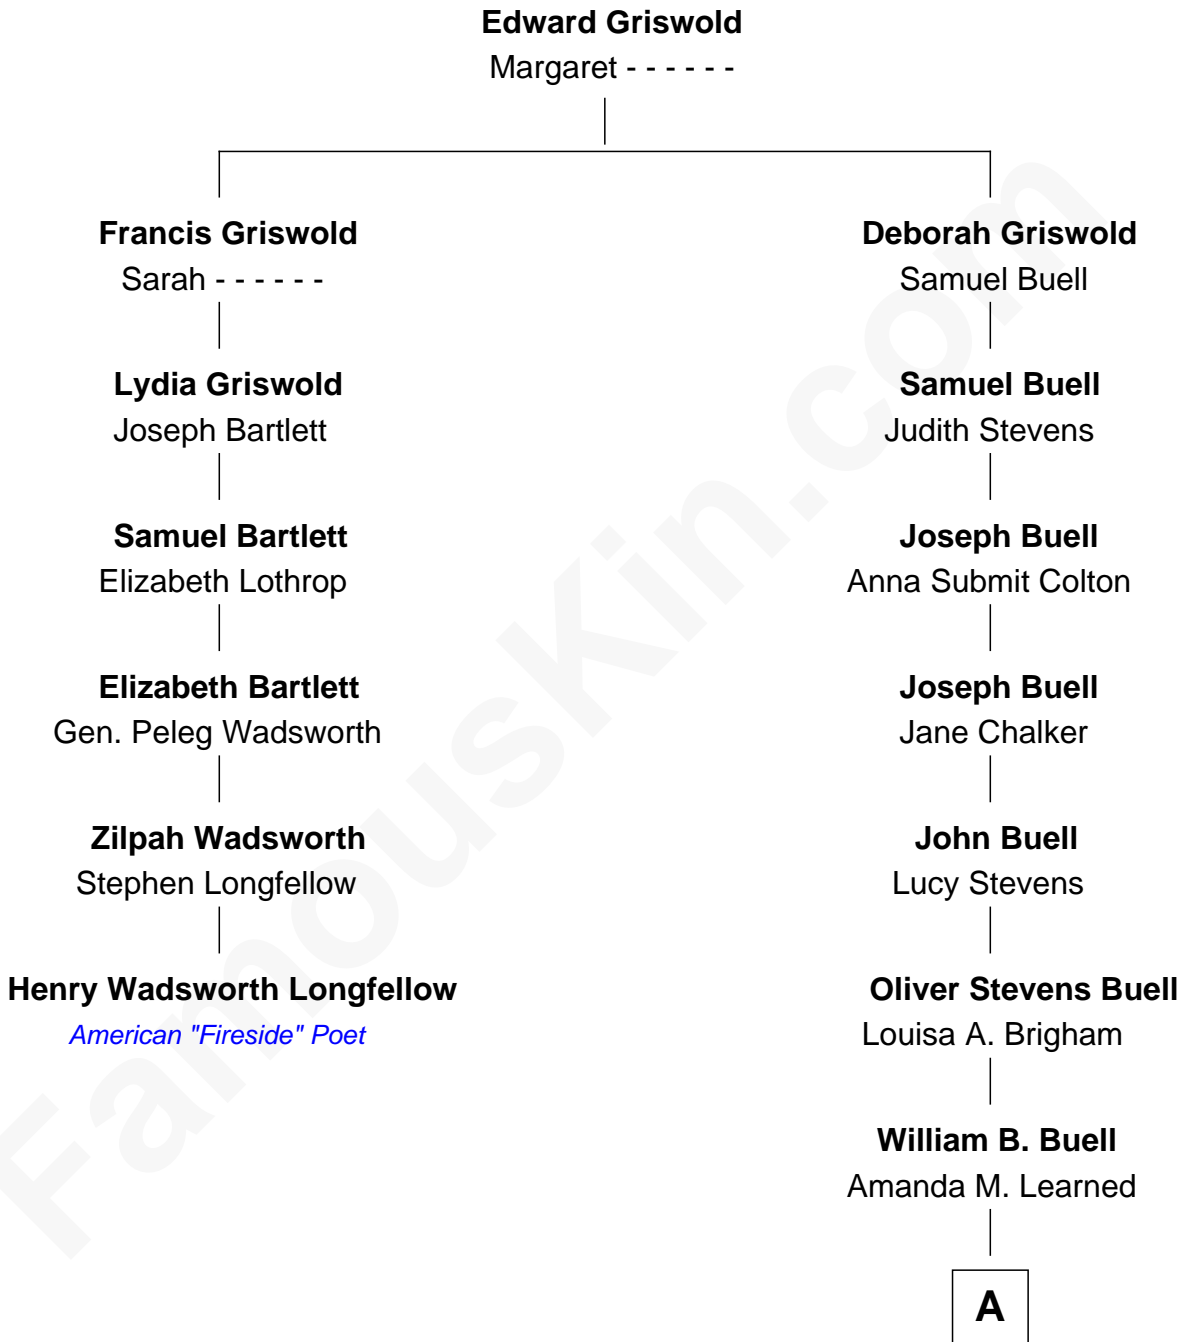 Edward Griswold
Margaret - - - - - -
Francis Griswold
Sarah - - - - - -
Lydia Griswold
Joseph Bartlett
Samuel Bartlett
Elizabeth Lothrop
Elizabeth Bartlett
Gen. Peleg Wadsworth
Zilpah Wadsworth
Stephen Longfellow
Henry Wadsworth Longfellow
American "Fireside" Poet
Deborah Griswold
Samuel Buell
Samuel Buell
Judith Stevens
Joseph Buell
Anna Submit Colton
Joseph Buell
Jane Chalker
John Buell
Lucy Stevens
Oliver Stevens Buell
Louisa A. Brigham
William B. Buell
Amanda M. Learned
A
FamousKin.com